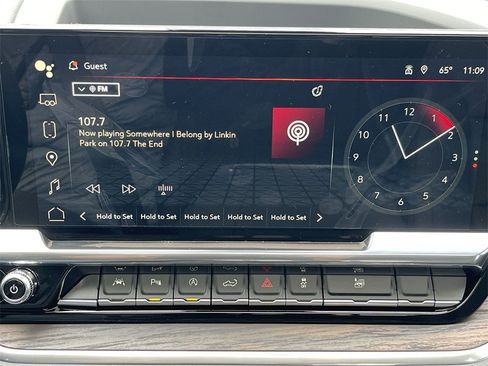 Guest
65° 11:09
FM
107.7
Now playing Somewhere I Belong by Linkin
Park on 107.7 The End
Hold to Set Hold to Set Hold to Set Hold to Set Hold to Set
12
1
2
3
4
5
6
7
8
9
10
11